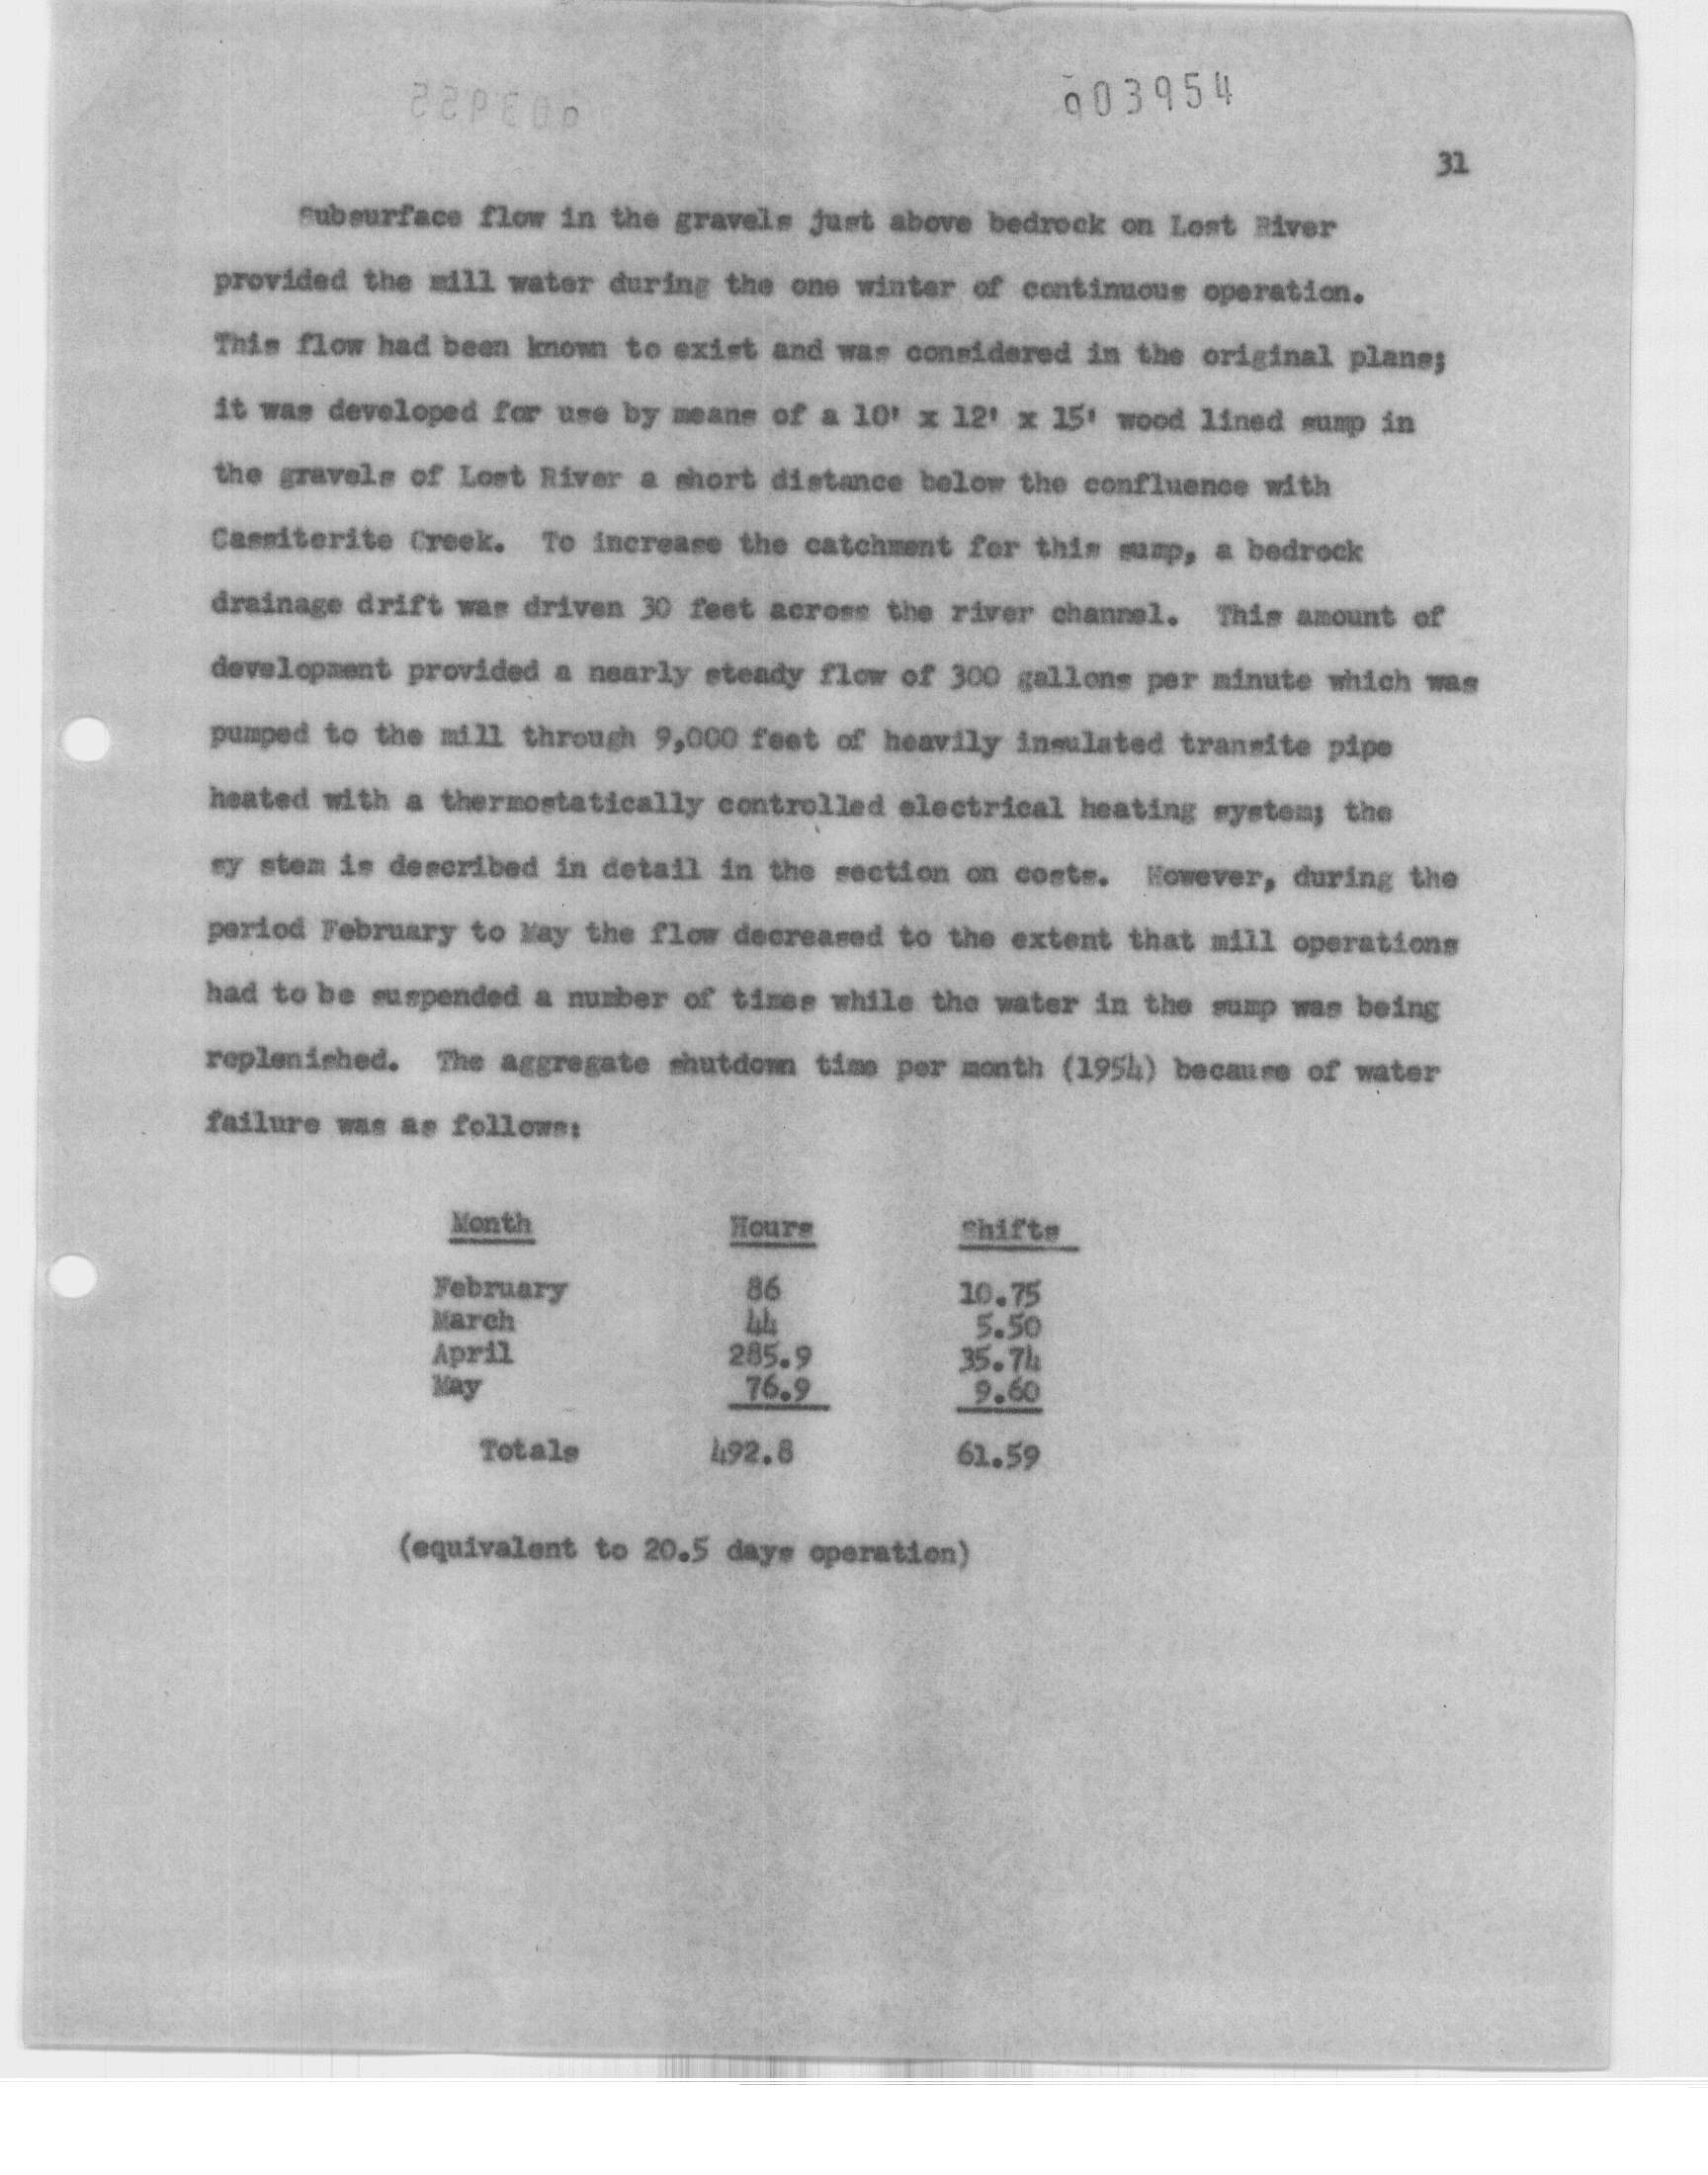 003954
31
Subsurface flow in the gravels just above bedrock on Lost River
provided the mill water during the one winter of continuous operation.
This flow had been known to exist and was considered in the original plans;
it was developed for use by means of a 10' x 12' x 15' wood lined sump in
the gravels of Lost River a short distance below the confluence with
Cassiterite Creek. To increase the catchment for this sump, a bedrock
drainage drift was driven 30 feet across the river channel. This amount of
development provided a nearly steady flow of 300 gallons per minute which was
pumped to the mill through 9,000 feet of heavily insulated transite pipe
heated with a thermostatically controlled electrical heating system; the
sy stem is described in detail in the section on costs. However, during the
period February to May the flow decreased to the extent that mill operations
had to be suspended a number of times while the water in the sump was being
replenished. The aggregate shutdown time per month (1954) because of water
failure was as follows:
Month Hours Shifts
February 86 10.75
March 44 5.50
April 285.9 35.74
May 76.9 9.60
Totals 492.8 61.59
(equivalent to 20.5 days operation)